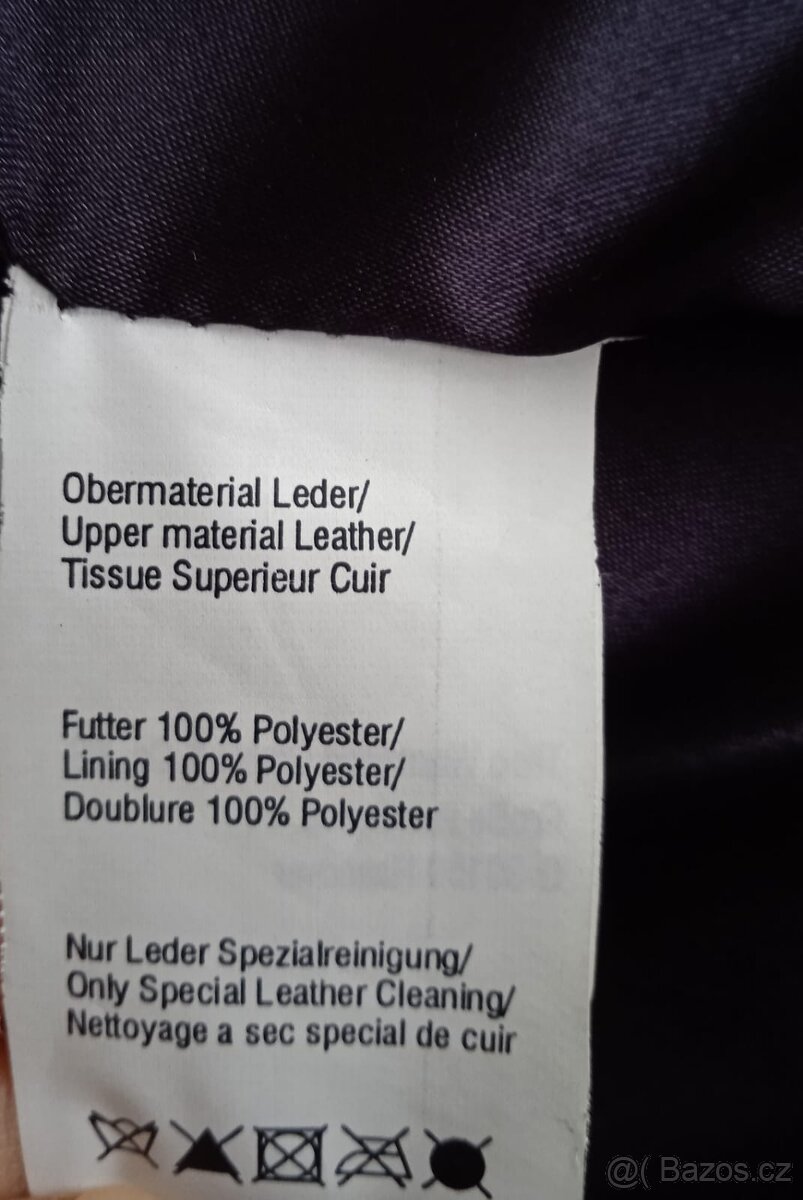 Obermaterial Leder/
Upper material Leather/
Tissue Superieur Cuir
Futter 100% Polyester/
Lining 100% Polyester/
Doublure 100% Polyester
Nur Leder Spezialreinigung/
Only Special Leather Cleaning/
Nettoyage a sec special de cuir
@( Bazos.cz